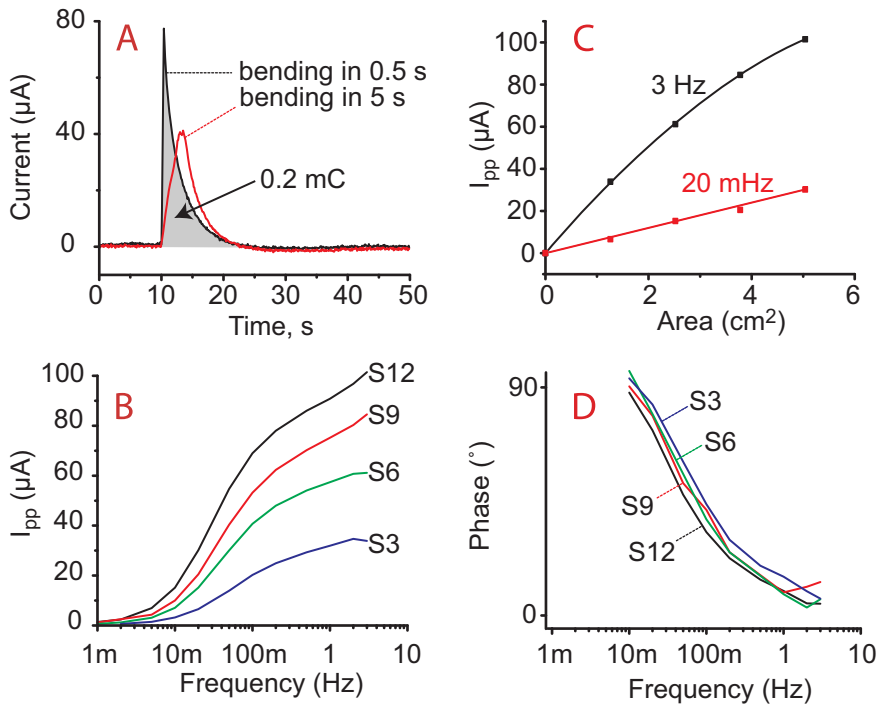 A
80
40
0
Current (µA)
bending in 0.5 s
bending in 5 s
0.2 mC
0 10 20 30 40 50
Time, s
C
100
80
60
40
20
0
Ipp (µA)
3 Hz
20 mHz
0 2 4 6
Area (cm²)
B
100
80
60
40
20
0
Ipp (µA)
S12
S9
S6
S3
1m 10m 100m 1 10
Frequency (Hz)
D
90
0
Phase (°)
S3
S6
S9
S12
1m 10m 100m 1 10
Frequency (Hz)